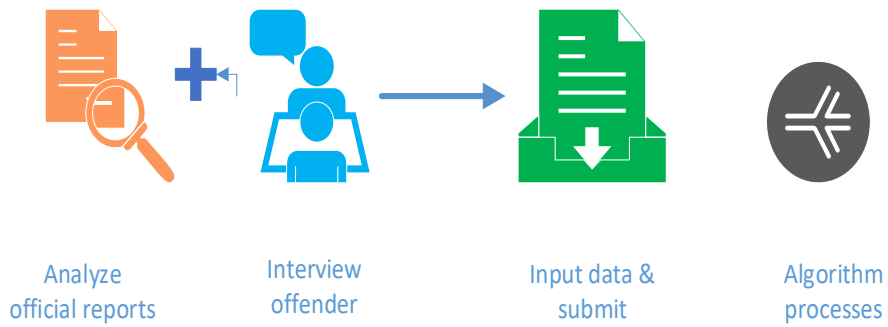 Analyze
official reports
Interview
offender
Input data &
submit
Algorithm
processes